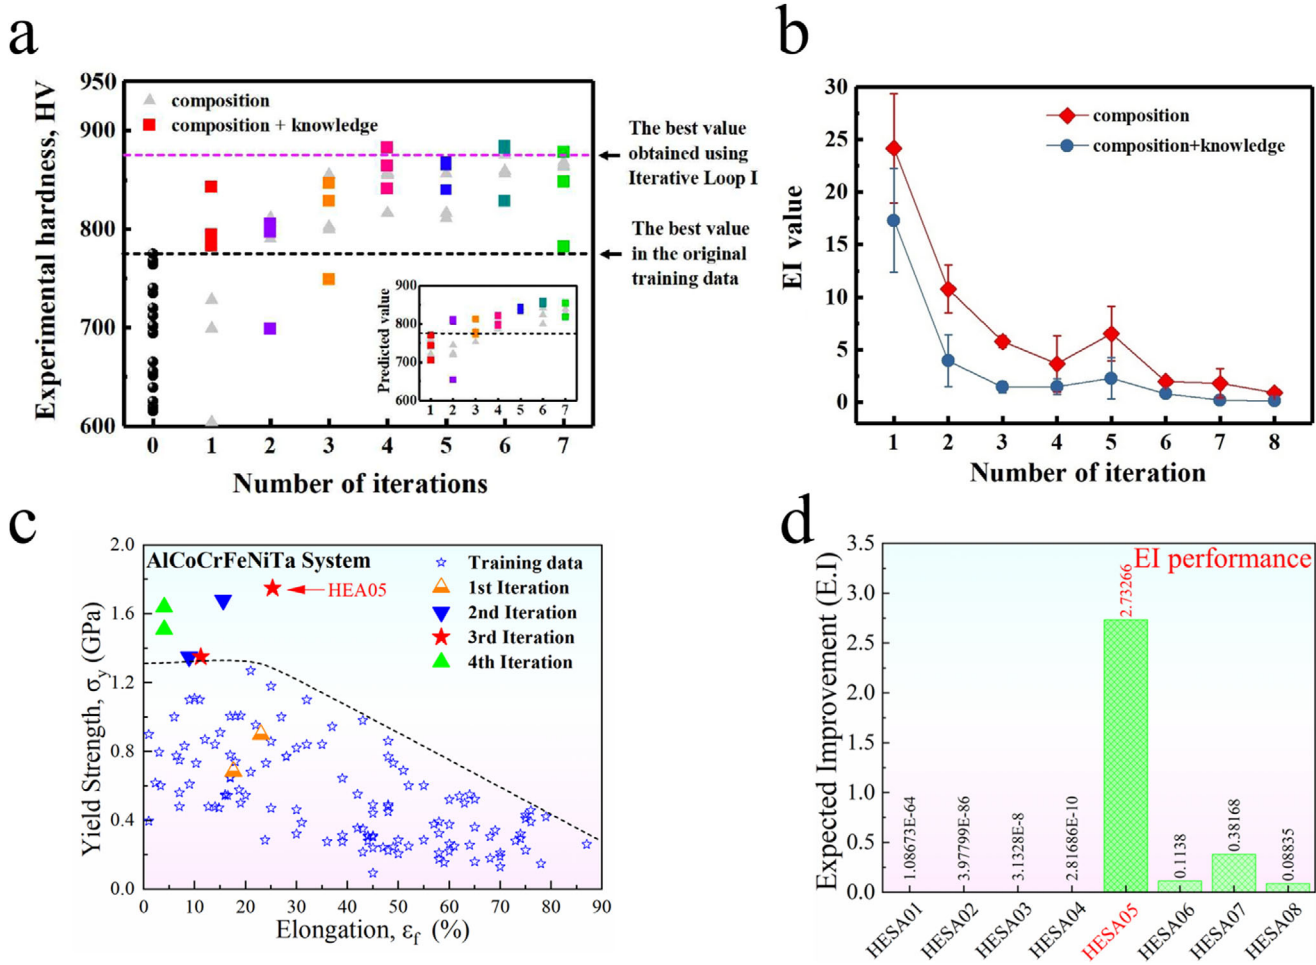 a
Experimental hardness, HV
950
900
800
700
600
composition
composition + knowledge
The best value
obtained using
Iterative Loop I
The best value
in the original
training data
Predicted value
900
800
700
600
1 2 3 4 5 6 7
0 1 2 3 4 5 6 7
Number of iterations
b
EI value
30
25
20
15
10
5
0
composition
composition+knowledge
1 2 3 4 5 6 7 8
Number of iteration
c
Yield Strength, σy (GPa)
2.0
1.6
1.2
0.8
0.4
0.0
AlCoCrFeNiTa System
HEA05
Training data
1st Iteration
2nd Iteration
3rd Iteration
4th Iteration
0 10 20 30 40 50 60 70 80 90
Elongation, εf (%)
d
Expected Improvement (E.I)
3.5
3.0
2.5
2.0
1.5
1.0
0.5
0.0
EI performance
1.08673E-64
3.97799E-86
3.1328E-8
2.81686E-10
2.73266
0.1138
0.38168
0.08835
HESA01
HESA02
HESA03
HESA04
HESA05
HESA06
HESA07
HESA08